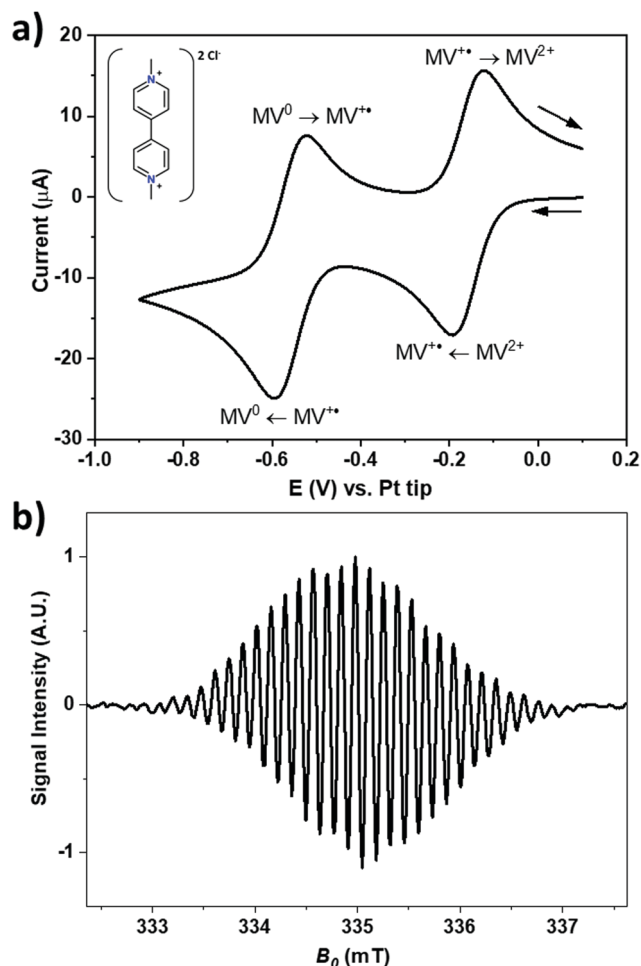 a)
2 Cl-
N+
N+
MV+• → MV2+
MV0 → MV+•
MV+• ← MV2+
MV0 ← MV+•
Current (μA)
20
10
0
-10
-20
-30
-1.0 -0.8 -0.6 -0.4 -0.2 0.0 0.2
E (V) vs. Pt tip
b)
Signal Intensity (A.U.)
1
0
-1
333 334 335 336 337
B0 (mT)